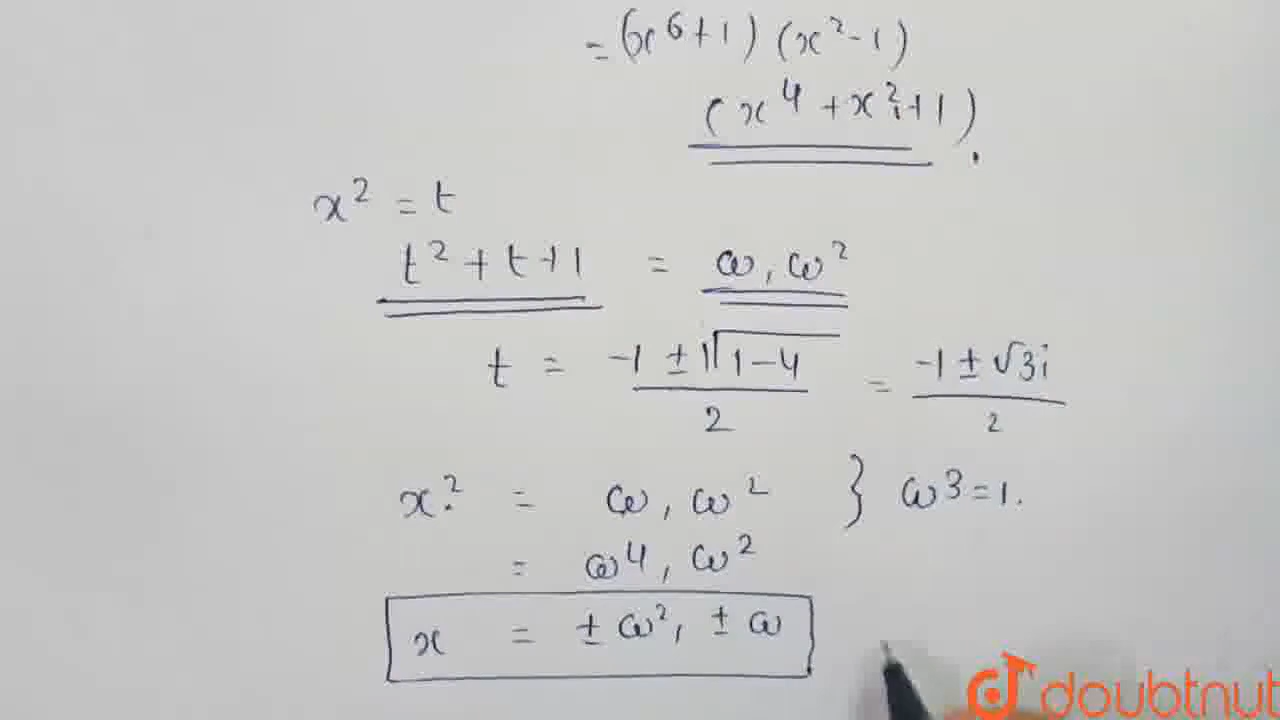 = (x⁶ + 1) (x² - 1)
(x⁴ + x² + 1).
x² = t
t² + t + 1 = ω, ω²
t = -1 ± √1-4 / 2 = -1 ± √3i / 2
x² = ω, ω² } ω³ = 1.
= ω⁴, ω²
x = ± ω², ± ω
doubtnut